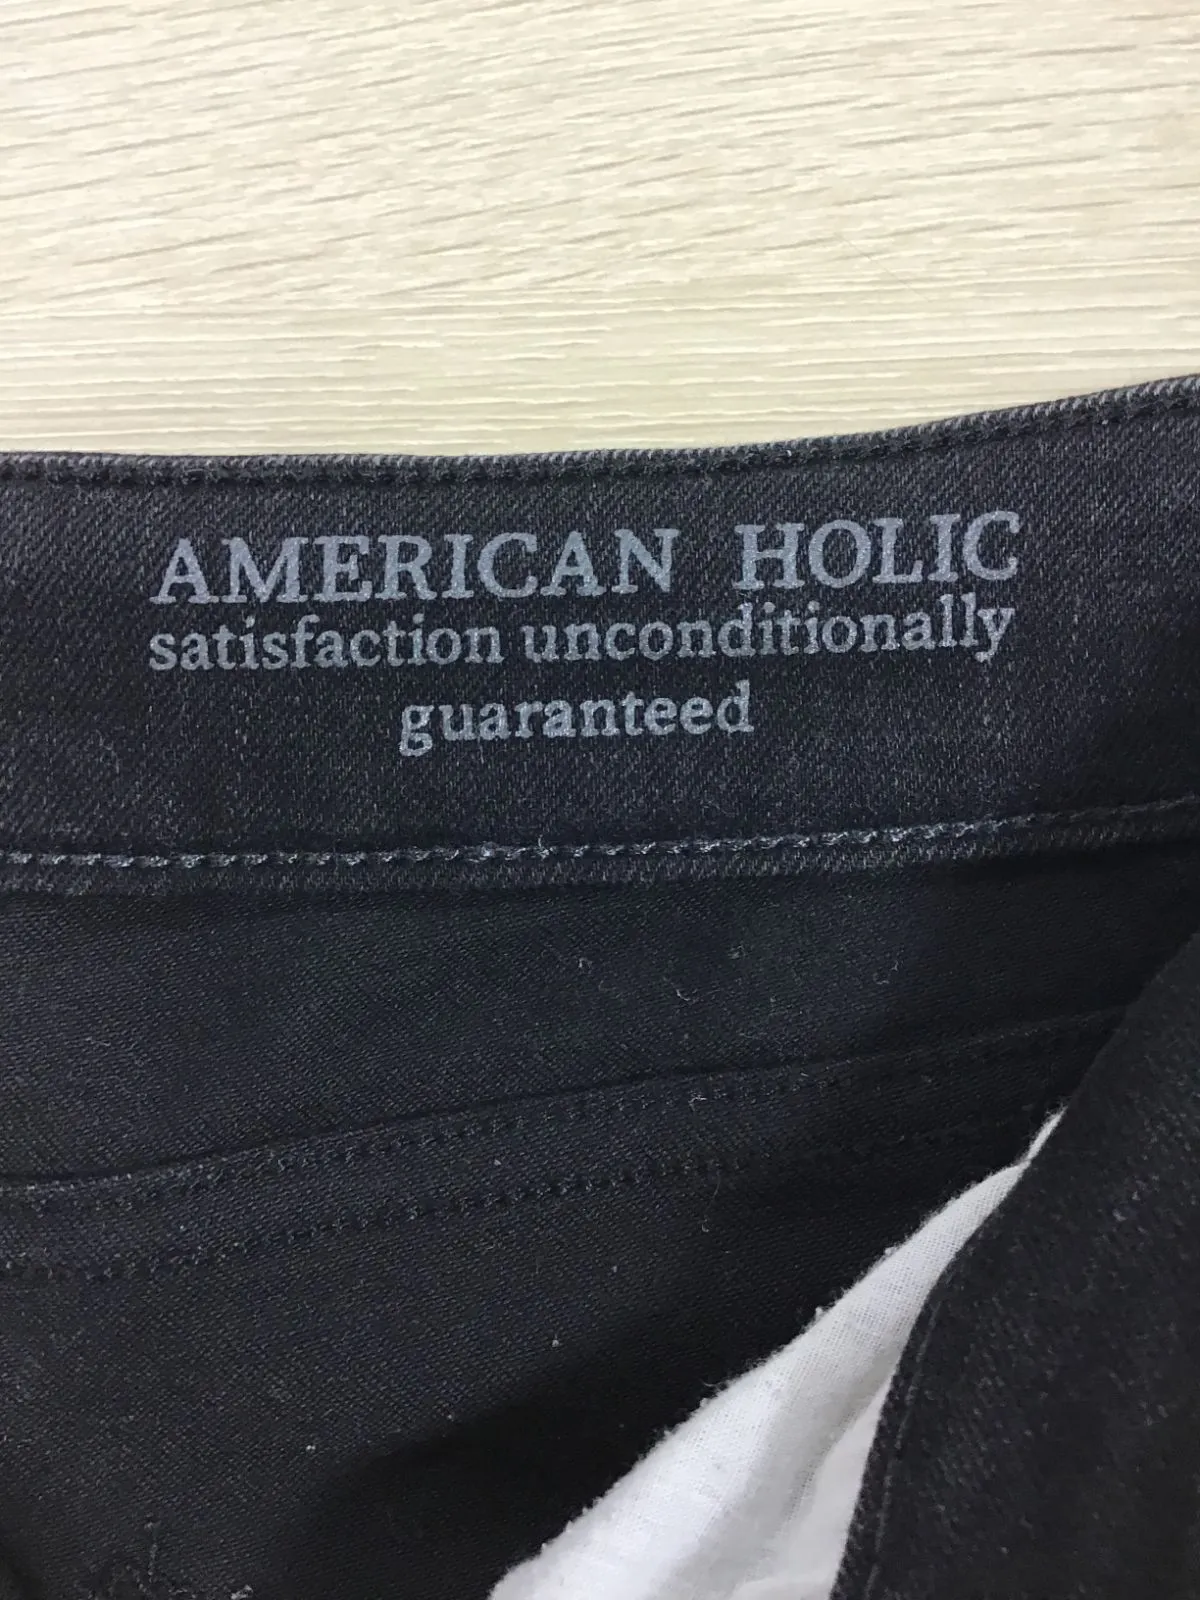 AMERICAN HOLIC
satisfaction unconditionally
guaranteed